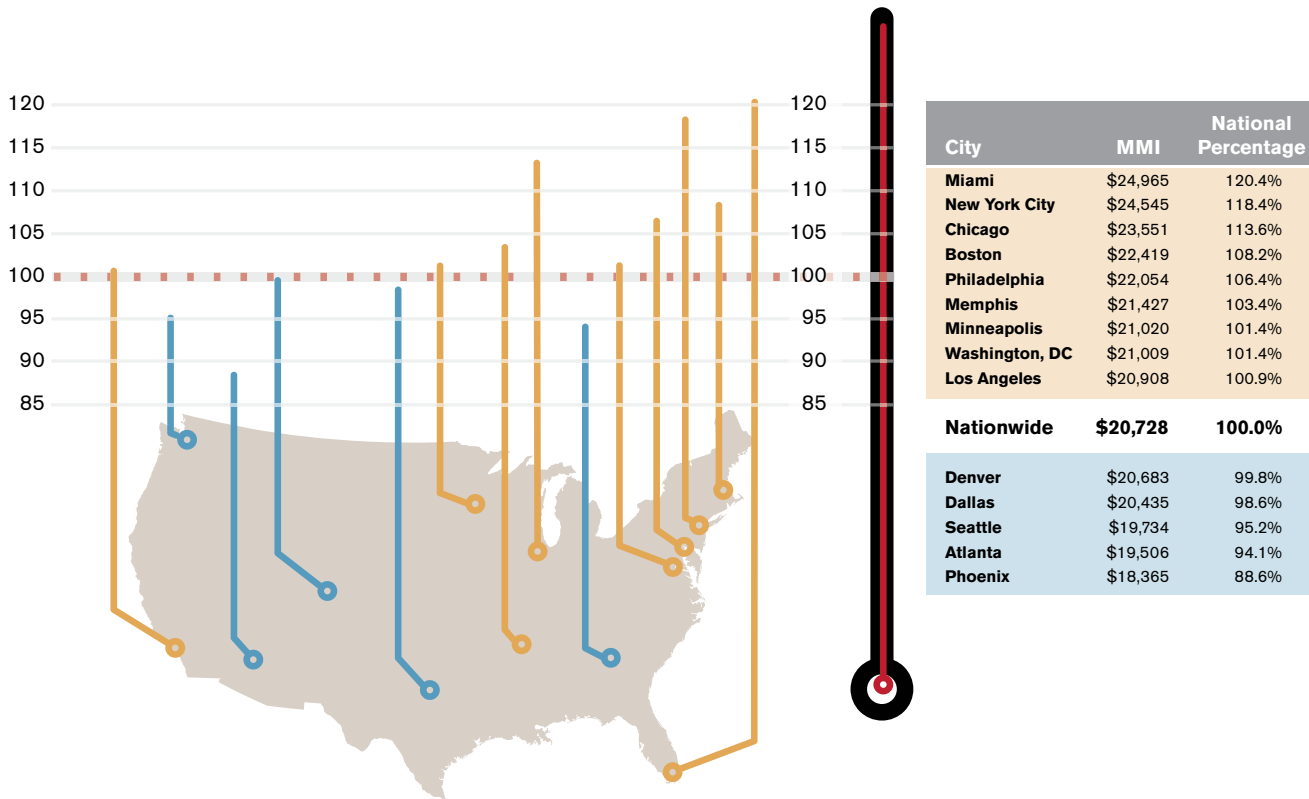 120 120
115 115
110 110
105 105
100 100
95 95
90 90
85 85
National
City MMI Percentage
Miami $24,965 120.4%
New York City $24,545 118.4%
Chicago $23,551 113.6%
Boston $22,419 108.2%
Philadelphia $22,054 106.4%
Memphis $21,427 103.4%
Minneapolis $21,020 101.4%
Washington, DC $21,009 101.4%
Los Angeles $20,908 100.9%
Nationwide $20,728 100.0%
Denver $20,683 99.8%
Dallas $20,435 98.6%
Seattle $19,734 95.2%
Atlanta $19,506 94.1%
Phoenix $18,365 88.6%